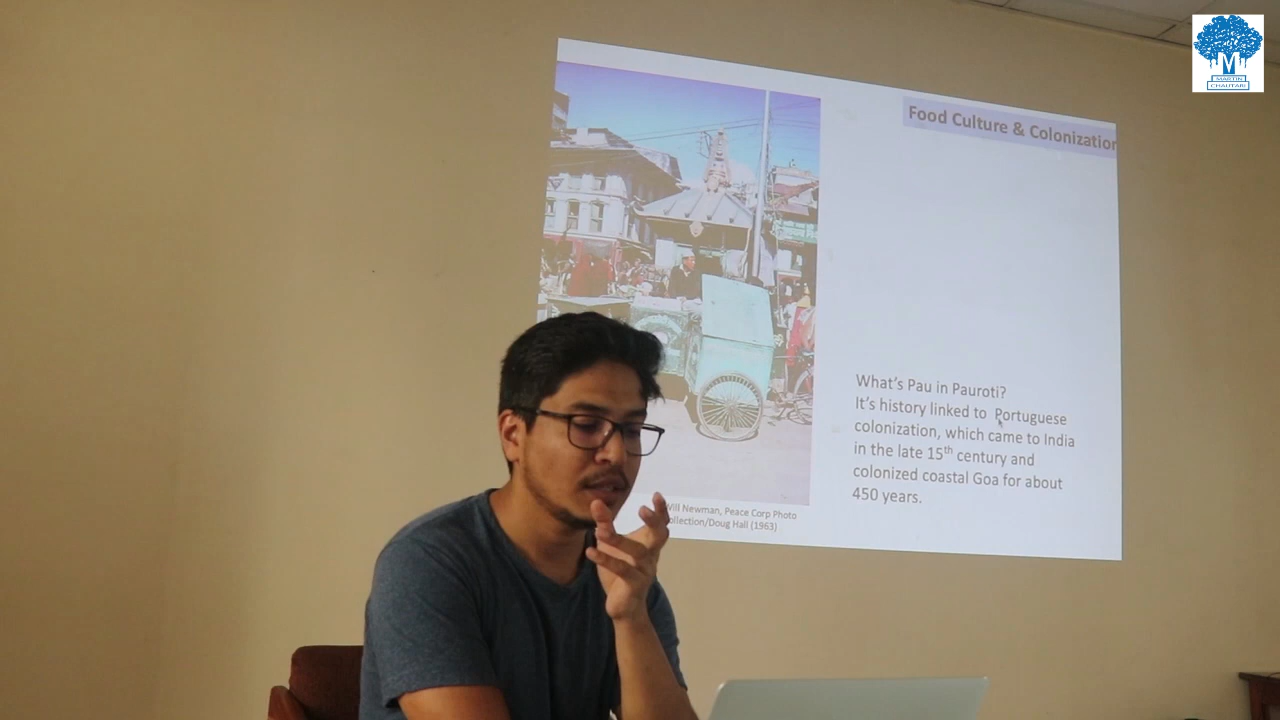 MARTIN
CHAUTARI
Food Culture & Colonization
What's Pau in Pauroti?
It's history linked to Portuguese
colonization, which came to India
in the late 15th century and
colonized coastal Goa for about
450 years.
Will Newman, Peace Corp Photo
ollection/Doug Hall (1963)